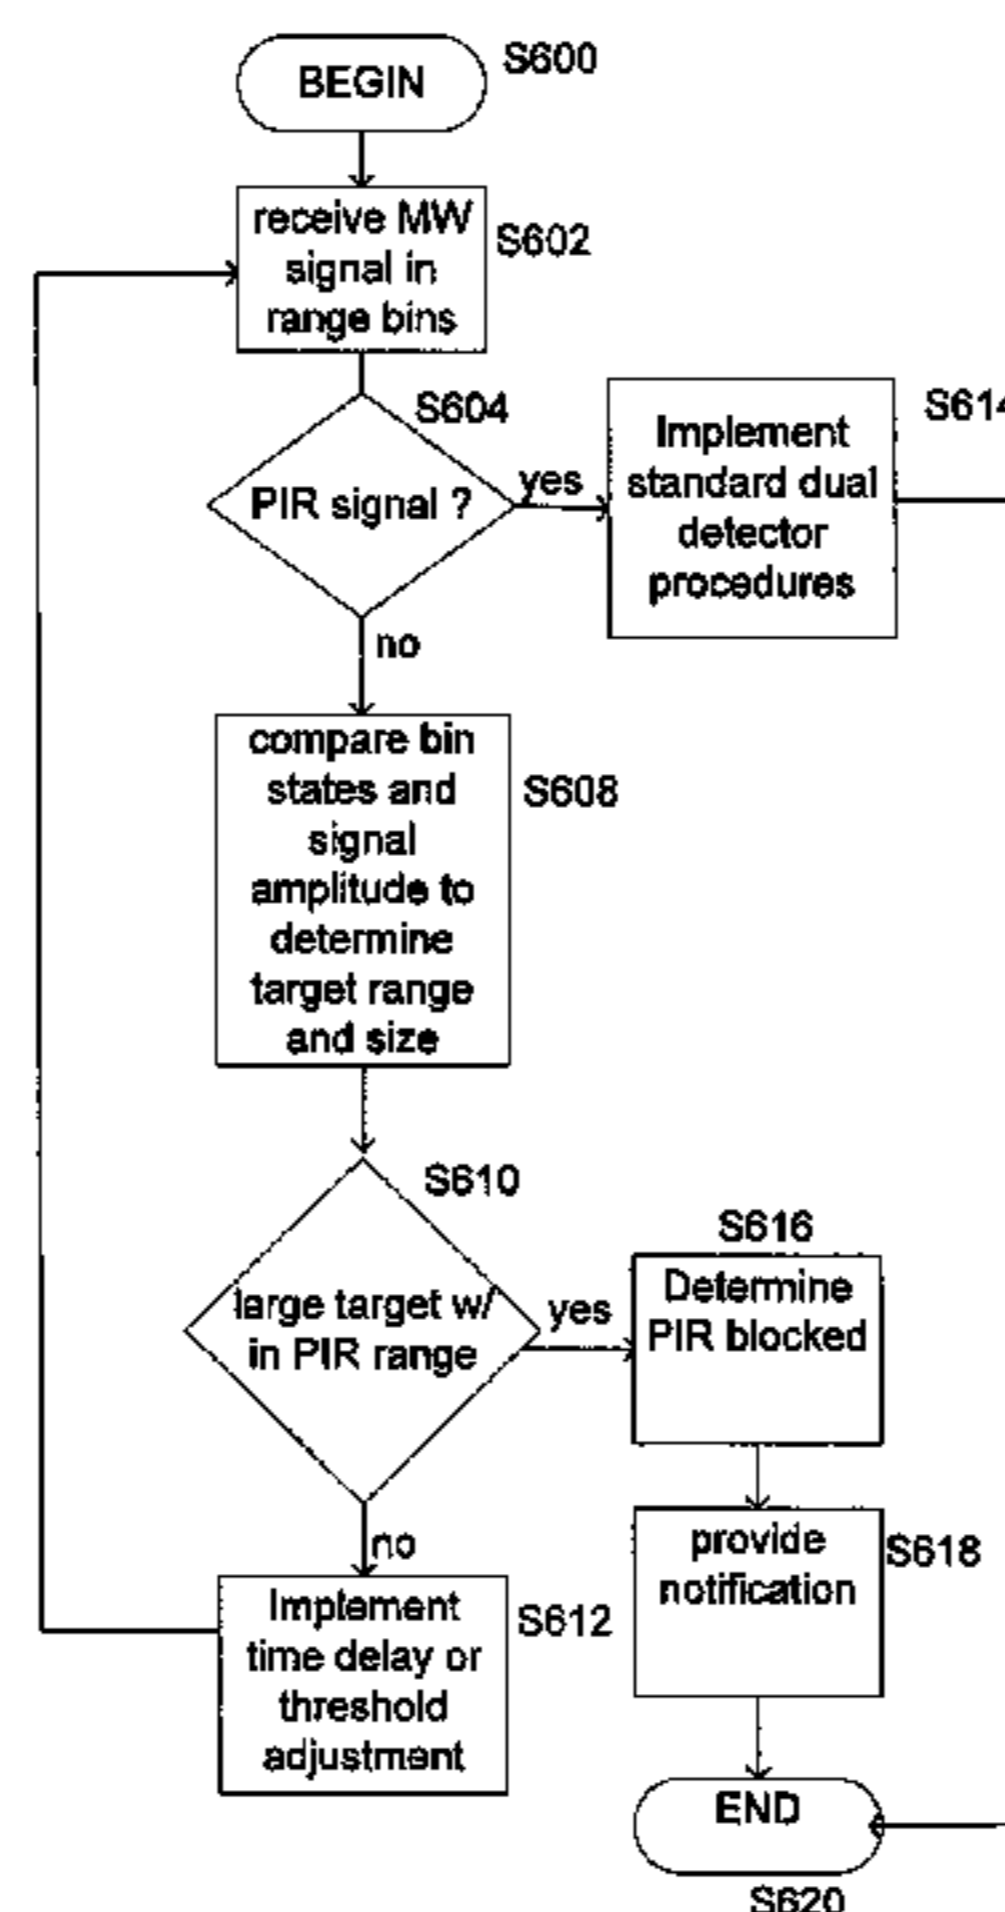 BEGIN
S600
receive MW
signal in
range bins
S602
S604
PIR signal ?
yes
Implement
standard dual
detector
procedures
S614
no
compare bin
states and
signal
amplitude to
determine
target range
and size
S608
S610
large target w/
in PIR range
yes
S616
Determine
PIR blocked
no
Implement
time delay or
threshold
adjustment
S612
provide
notification
S618
END
S620